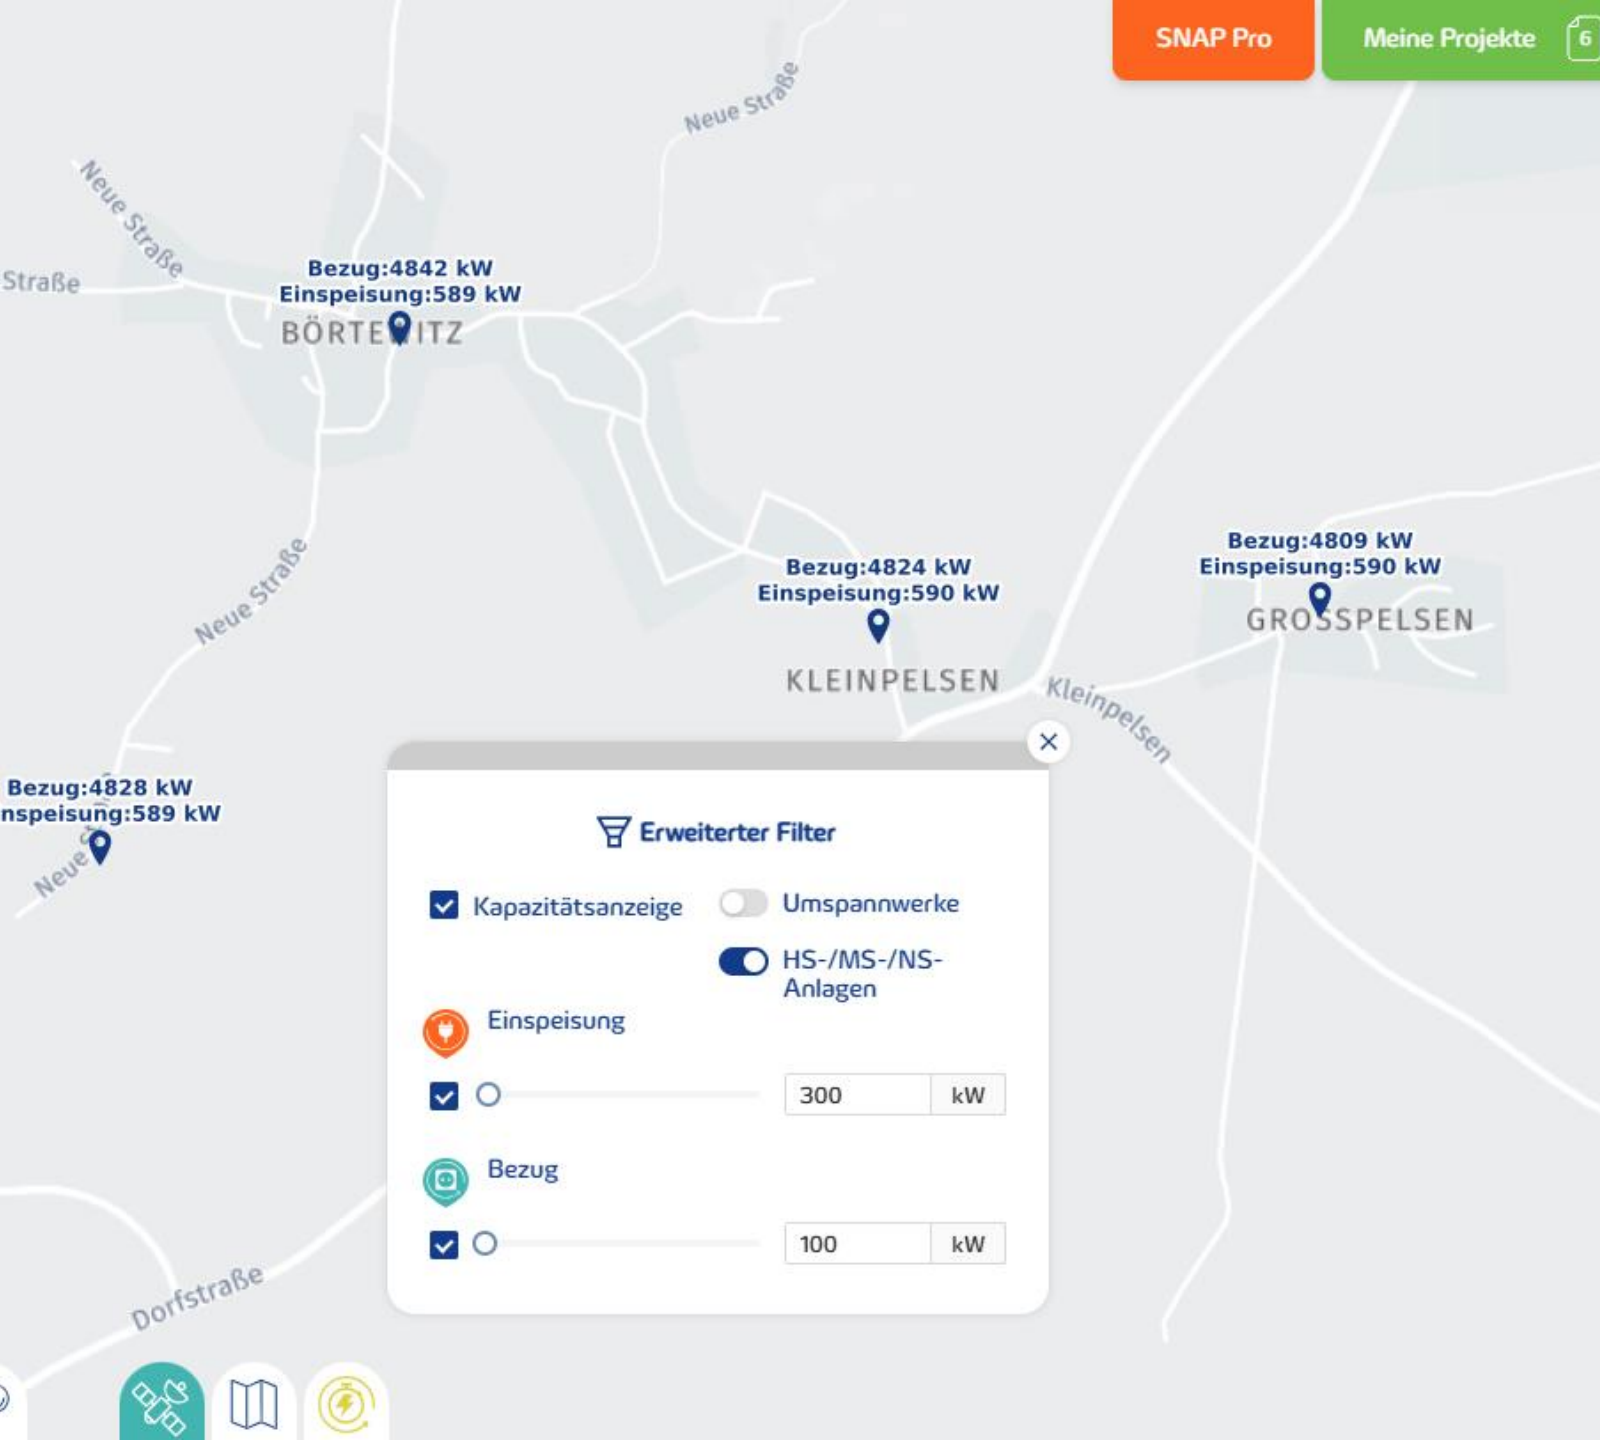 SNAP Pro
Meine Projekte
6
Neue Straße
Neue Straße
Straße
Bezug:4842 kW
Einspeisung:589 kW
BÖRTEWITZ
Neue Straße
Bezug:4824 kW
Einspeisung:590 kW
KLEINPELSEN
Bezug:4809 kW
Einspeisung:590 kW
GROSSPELSEN
Kleinpelsen
Bezug:4828 kW
nspeisung:589 kW
Neue
Erweiterter Filter
Kapazitätsanzeige
Umspannwerke
HS-/MS-/NS-
Anlagen
Einspeisung
300 kW
Bezug
100 kW
Dorfstraße